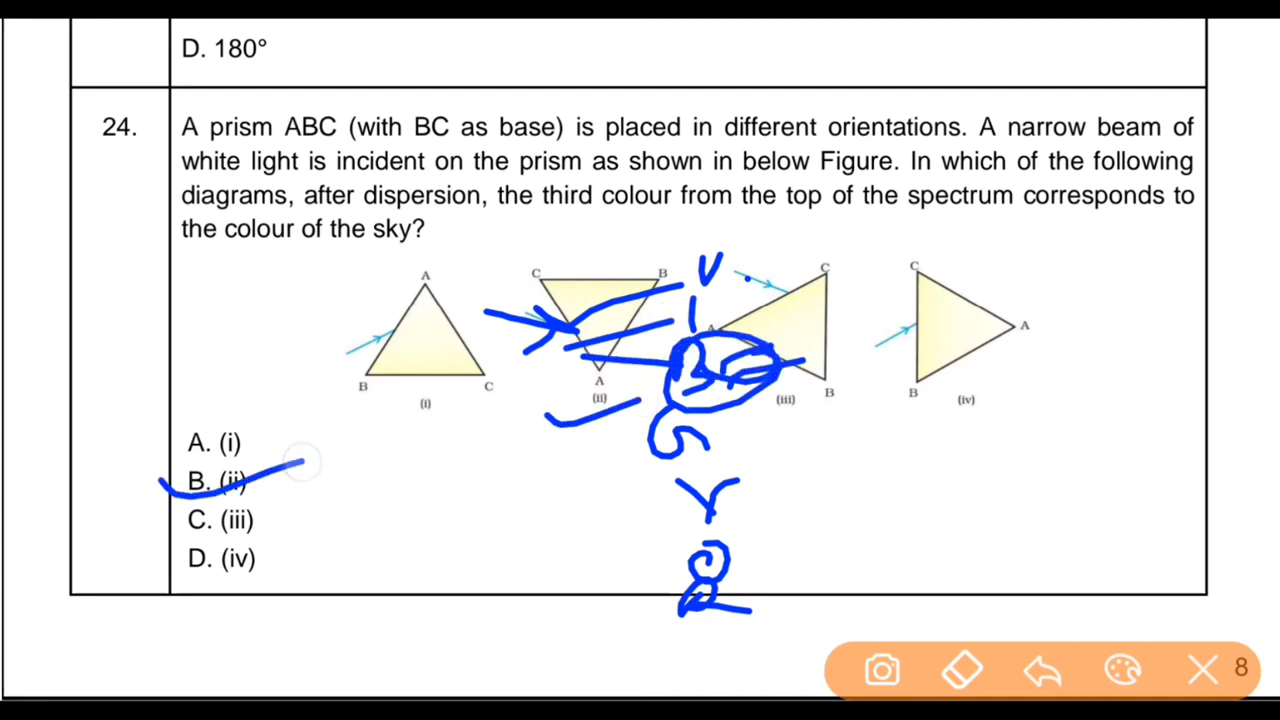 D. 180°
24.
A prism ABC (with BC as base) is placed in different orientations. A narrow beam of
white light is incident on the prism as shown in below Figure. In which of the following
diagrams, after dispersion, the third colour from the top of the spectrum corresponds to
the colour of the sky?
A
B
C
(i)
C
B
A
(ii)
V
I
B
G
Y
O
R
C
A
B
(iii)
C
A
B
(iv)
A. (i)
B. (ii)
C. (iii)
D. (iv)
8